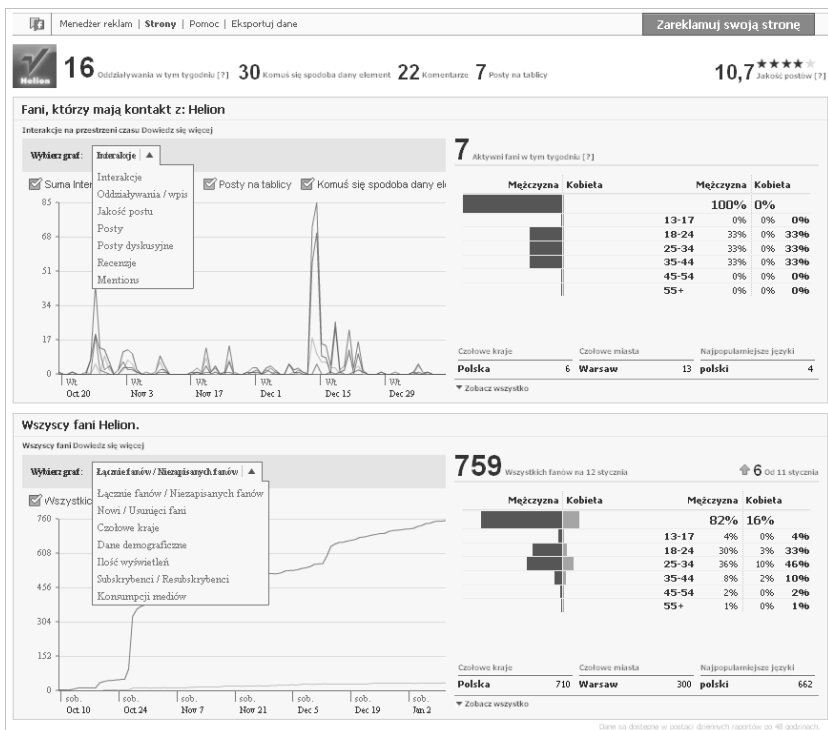 Menedżer reklam | Strony | Pomoc | Eksportuj dane
Zareklamuj swoją stronę
Helion
16 Oddziaływania w tym tygodniu [?] 30 Komuś się spodoba dany element 22 Komentarze 7 Posty na tablicy
10,7 Jakość postów [?]
Fani, którzy mają kontakt z: Helion
Interakcje na przestrzeni czasu Dowiedz się więcej
Wybierz graf: Interakcje
Interakcje
Oddziaływania / wpis
Jakość postu
Posty
Posty dyskusyjne
Recenzje
Mentions
Suma Inter
Posty na tablicy
Komuś się spodoba dany el
85
68
51
34
17
0
Wt Wt Wt Wt Wt Wt
Oct 20 Nov 3 Nov 17 Dec 1 Dec 15 Dec 29
7 Aktywni fani w tym tygodniu [?]
Mężczyzna Kobieta
Mężczyzna Kobieta
100% 0%
13-17 0% 0% 0%
18-24 33% 0% 33%
25-34 33% 0% 33%
35-44 33% 0% 33%
45-54 0% 0% 0%
55+ 0% 0% 0%
Czołowe kraje Czołowe miasta Najpopularniejsze języki
Polska 6 Warsaw 13 polski 4
Zobacz wszystko
Wszyscy fani Helion.
Wszyscy fani Dowiedz się więcej
Wybierz graf: Łącznie fanów / Niezapisanych fanów
Łącznie fanów / Niezapisanych fanów
Nowi / Usunięci fani
Czołowe kraje
Dane demograficzne
Ilość wyświetleń
Subskrybenci / Resubskrybenci
Konsumpcji mediów
Wszystkic
760
608
456
304
152
0
sob. sob. sob. sob. sob. sob. sob.
Oct 10 Oct 24 Nov 7 Nov 21 Dec 5 Dec 19 Jan 2
759 Wszystkich fanów na 12 stycznia
6 Od 11 stycznia
Mężczyzna Kobieta
Mężczyzna Kobieta
82% 16%
13-17 4% 0% 4%
18-24 30% 3% 33%
25-34 36% 10% 46%
35-44 8% 2% 10%
45-54 2% 0% 2%
55+ 1% 0% 1%
Czołowe kraje Czołowe miasta Najpopularniejsze języki
Polska 710 Warsaw 300 polski 662
Zobacz wszystko
Dane są dostępne w postaci dziennych raportów po 48 godzinach.